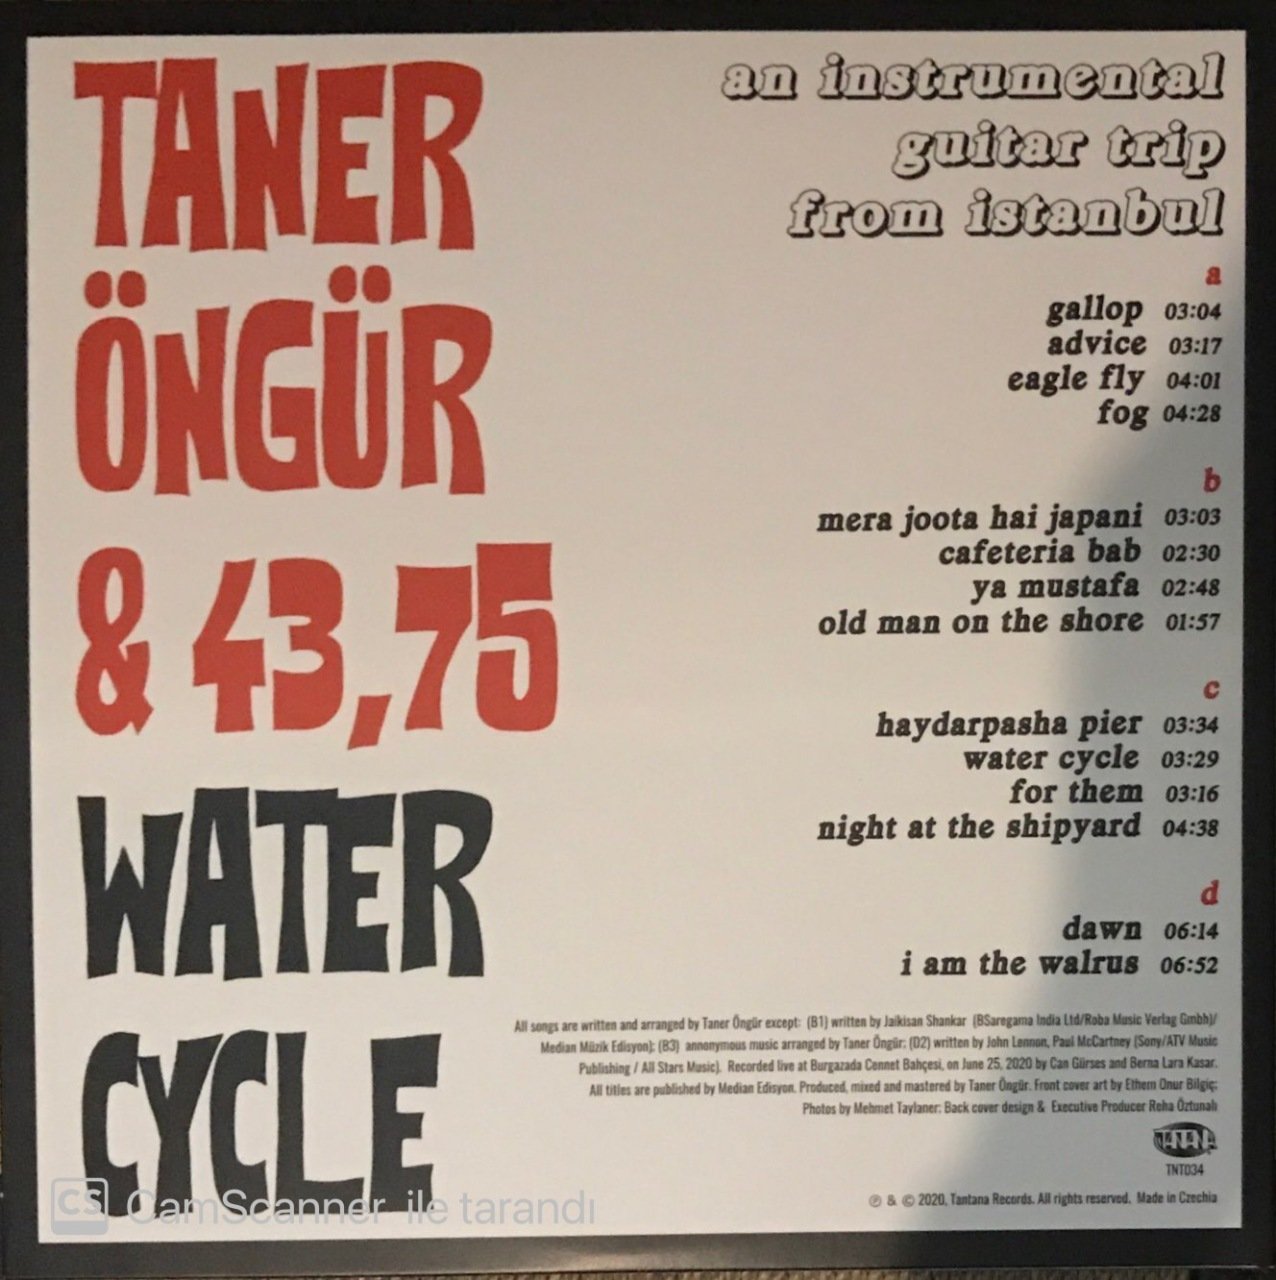 TANER
ÖNGÜR
& 43,75
WATER
CYCLE
an instrumental
guitar trip
from istanbul
a
gallop 03:04
advice 03:17
eagle fly 04:01
fog 04:28
b
mera joota hai japani 03:03
cafeteria bab 02:30
ya mustafa 02:48
old man on the shore 01:57
c
haydarpasha pier 03:34
water cycle 03:29
for them 03:16
night at the shipyard 04:38
d
dawn 06:14
i am the walrus 06:52
All songs are written and arranged by Taner Öngür except: (B1) written by Jaikisan Shankar (BSaregama India Ltd/Roba Music Verlag Gmbh)/
Median Müzik Edisyon); (B3) annonymous music arranged by Taner Öngür; (D2) written by John Lennon, Paul McCartney (Sony/ATV Music
Publishing / All Stars Music). Recorded live at Burgazada Cennet Bahçesi, on June 25, 2020 by Can Gürses and Berna Lara Kasar.
All titles are published by Median Edisyon. Produced, mixed and mastered by Taner Öngür. Front cover art by Ethem Onur Bilgiç;
Photos by Mehmet Taylaner; Back cover design & Executive Producer Reha Öztunalı
TANTANA
TNT034
℗ & © 2020, Tantana Records. All rights reserved. Made in Czechia
CS CamScanner ile tarandı